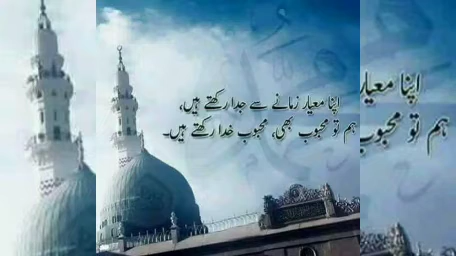 اپنا معیار زمانے سے جدا رکھتے ہیں،
ہم تو محبوب بھی، محبوب خدا رکھتے ہیں۔